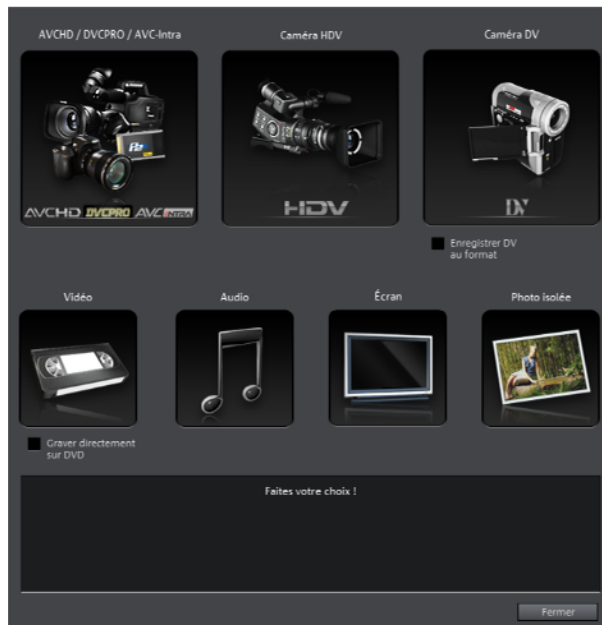 AVCHD / DVCPRO / AVC-Intra
Caméra HDV
Caméra DV
AVCHD DVCPRO AVC INTRA
HDV
DV
Enregistrer DV
au format
Vidéo
Audio
Écran
Photo isolée
Graver directement
sur DVD
Faites votre choix !
Fermer